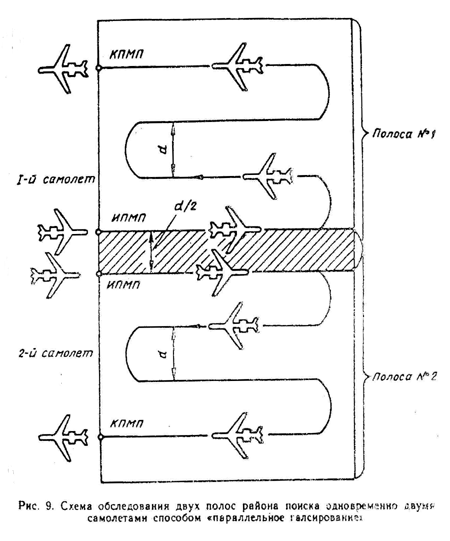 КПМП
Полоса №1
d
1-й самолет
ИПМП
d/2
ИПМП
2-й самолет
d
Полоса №2
КПМП
Рис. 9. Схема обследования двух полос района поиска одновременно двумя
самолетами способом «параллельное галсирование»